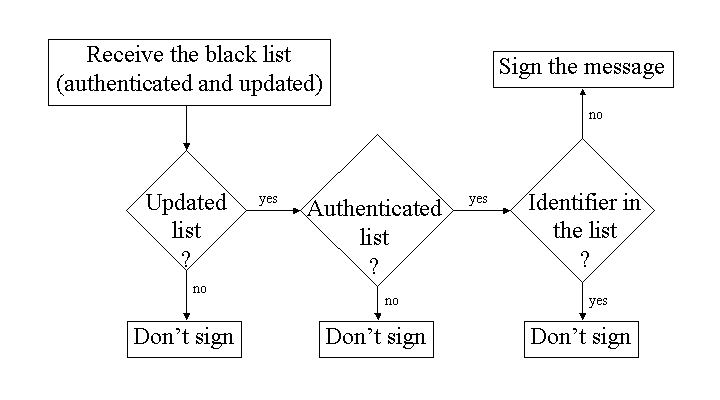 Receive the black list
(authenticated and updated)
Sign the message
no
Updated
list
?
yes
Authenticated
list
?
yes
Identifier in
the list
?
no
no
yes
Don't sign
Don't sign
Don't sign